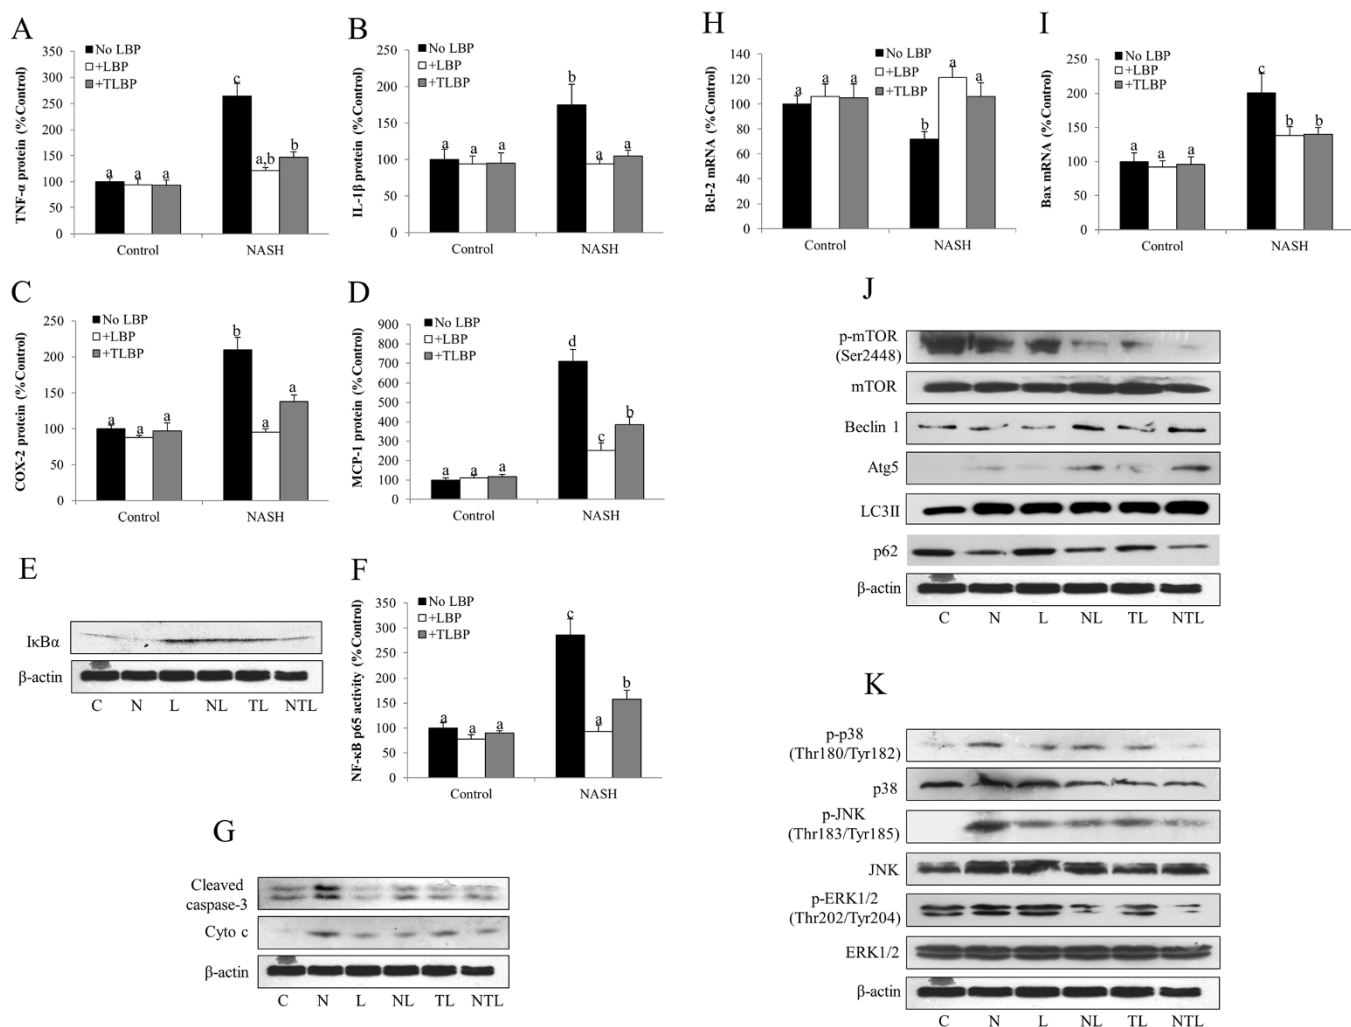 A
TNF-α protein (%Control)
350
300
250
200
150
100
50
0
No LBP
+LBP
+TLBP
a
a
a
c
a,b
b
Control
NASH
B
IL-1β protein (%Control)
250
200
150
100
50
0
No LBP
+LBP
+TLBP
a
a
a
b
a
a
Control
NASH
C
COX-2 protein (%Control)
250
200
150
100
50
0
No LBP
+LBP
+TLBP
a
a
a
b
a
a
Control
NASH
D
MCP-1 protein (%Control)
900
800
700
600
500
400
300
200
100
0
No LBP
+LBP
+TLBP
a
a
a
d
c
b
Control
NASH
E
IκBα
β-actin
C N L NL TL NTL
F
NF-κB p65 activity (%Control)
350
300
250
200
150
100
50
0
No LBP
+LBP
+TLBP
a
a
a
c
a
b
Control
NASH
G
Cleaved
caspase-3
Cyto c
β-actin
C N L NL TL NTL
H
Bcl-2 mRNA (%Control)
140
120
100
80
60
40
20
0
No LBP
+LBP
+TLBP
a
a
a
b
a
a
Control
NASH
I
Bax mRNA (%Control)
250
200
150
100
50
0
No LBP
+LBP
+TLBP
a
a
a
c
b
b
Control
NASH
J
p-mTOR
(Ser2448)
mTOR
Beclin 1
Atg5
LC3II
p62
β-actin
C N L NL TL NTL
K
p-p38
(Thr180/Tyr182)
p38
p-JNK
(Thr183/Tyr185)
JNK
p-ERK1/2
(Thr202/Tyr204)
ERK1/2
β-actin
C N L NL TL NTL